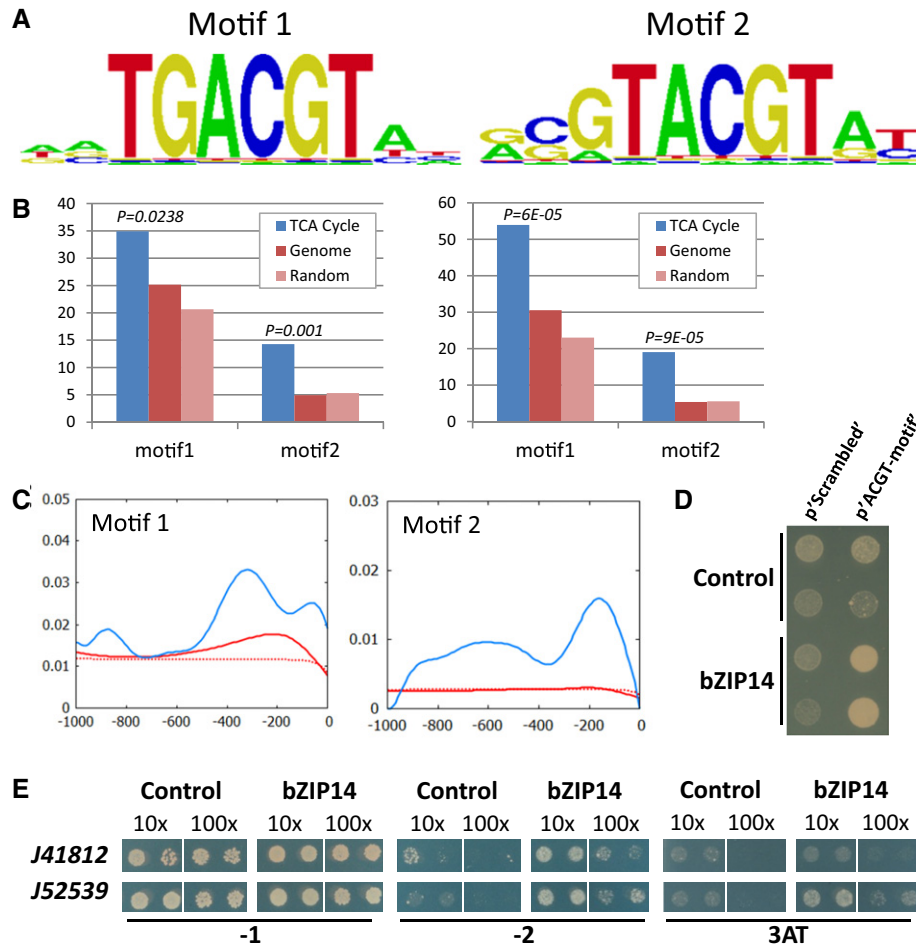 A
Motif 1
Motif 2
TGACGTA
GCGTACGTAT
B
40
35
30
25
20
15
10
5
0
P=0.0238
P=0.001
TCA Cycle
Genome
Random
motif1
motif2
60
50
40
30
20
10
0
P=6E-05
P=9E-05
TCA Cycle
Genome
Random
motif1
motif2
C
Motif 1
0.05
0.04
0.03
0.02
0.01
0
-1000 -800 -600 -400 -200 0
Motif 2
0.03
0.02
0.01
0
-1000 -800 -600 -400 -200 0
D
p'Scrambled'
p'ACGT-motif'
Control
bZIP14
E
Control bZIP14 Control bZIP14 Control bZIP14
10x 100x 10x 100x 10x 100x 10x 100x 10x 100x 10x 100x
J41812
J52539
-1 -2 3AT